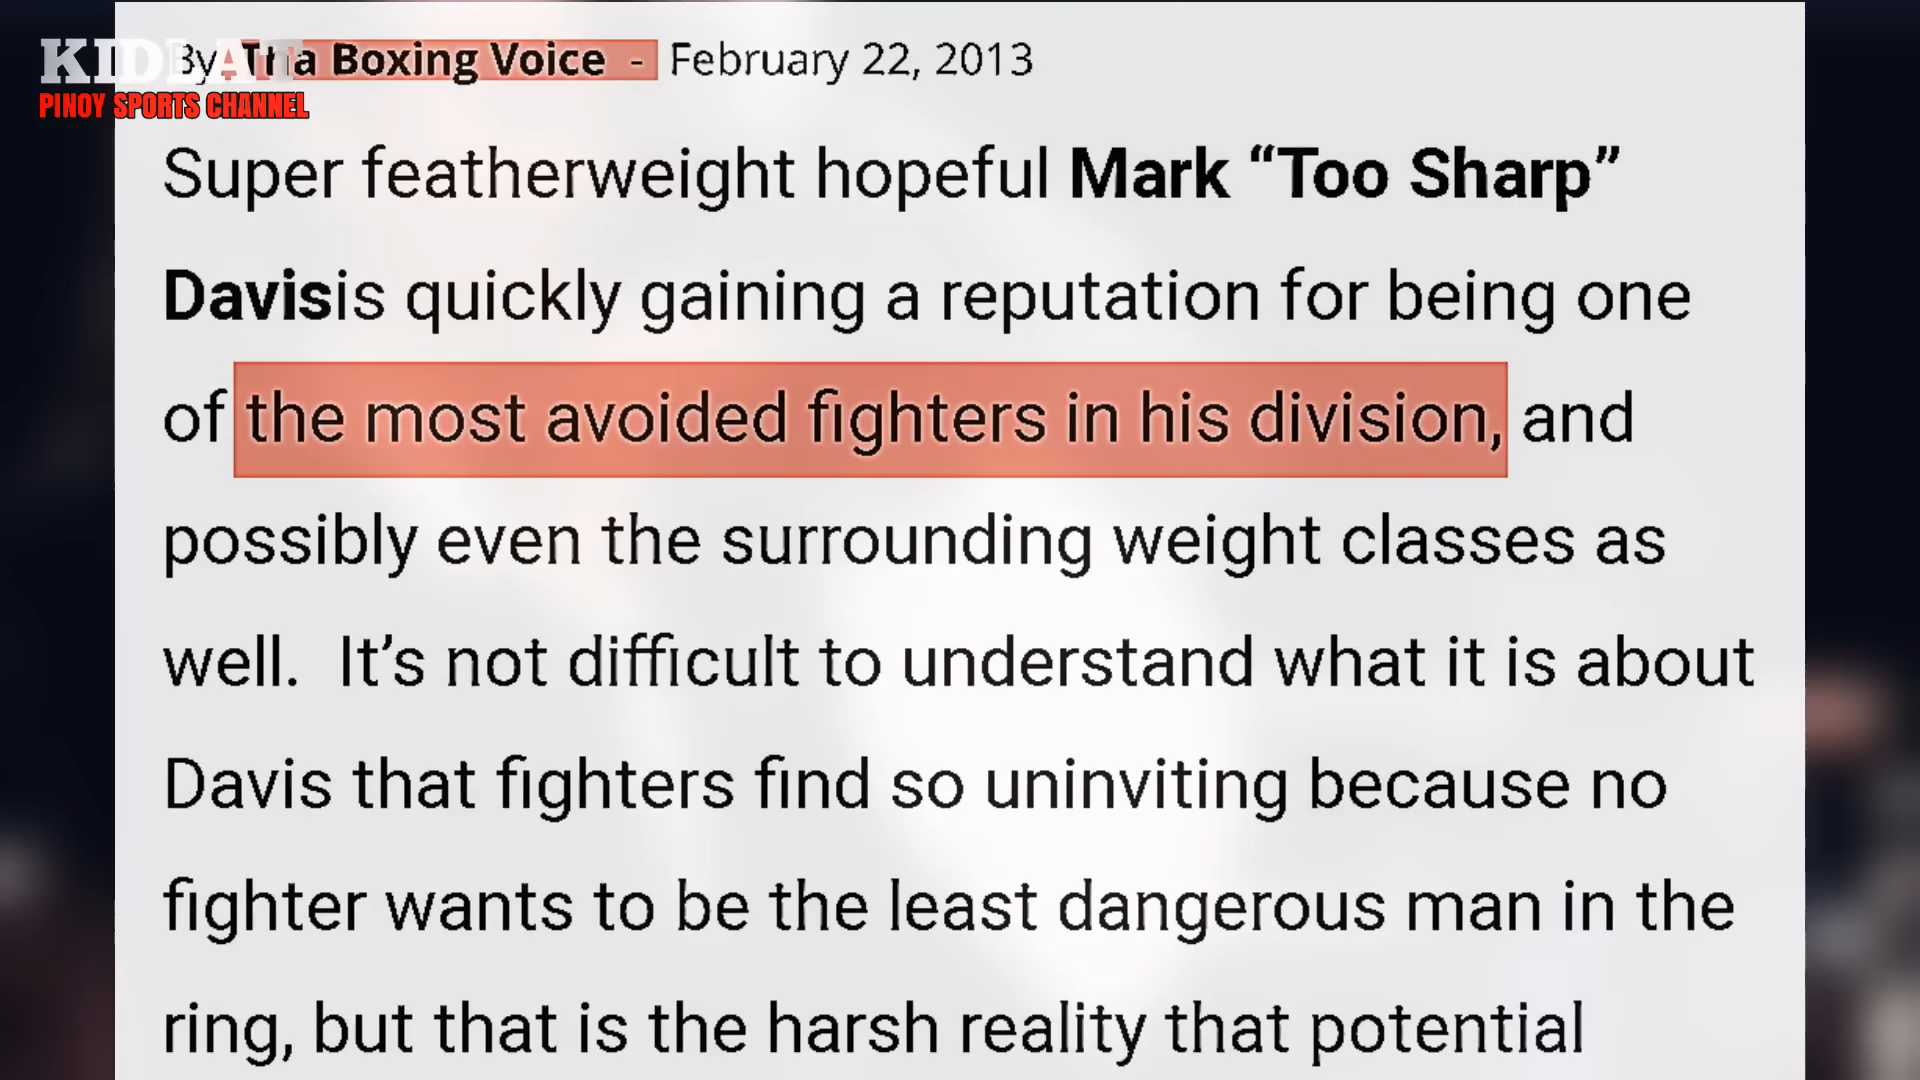 KIDLAT
PINOY SPORTS CHANNEL
By Tha Boxing Voice - February 22, 2013
Super featherweight hopeful Mark “Too Sharp”
Davisis quickly gaining a reputation for being one
of the most avoided fighters in his division, and
possibly even the surrounding weight classes as
well.  It’s not difficult to understand what it is about
Davis that fighters find so uninviting because no
fighter wants to be the least dangerous man in the
ring, but that is the harsh reality that potential